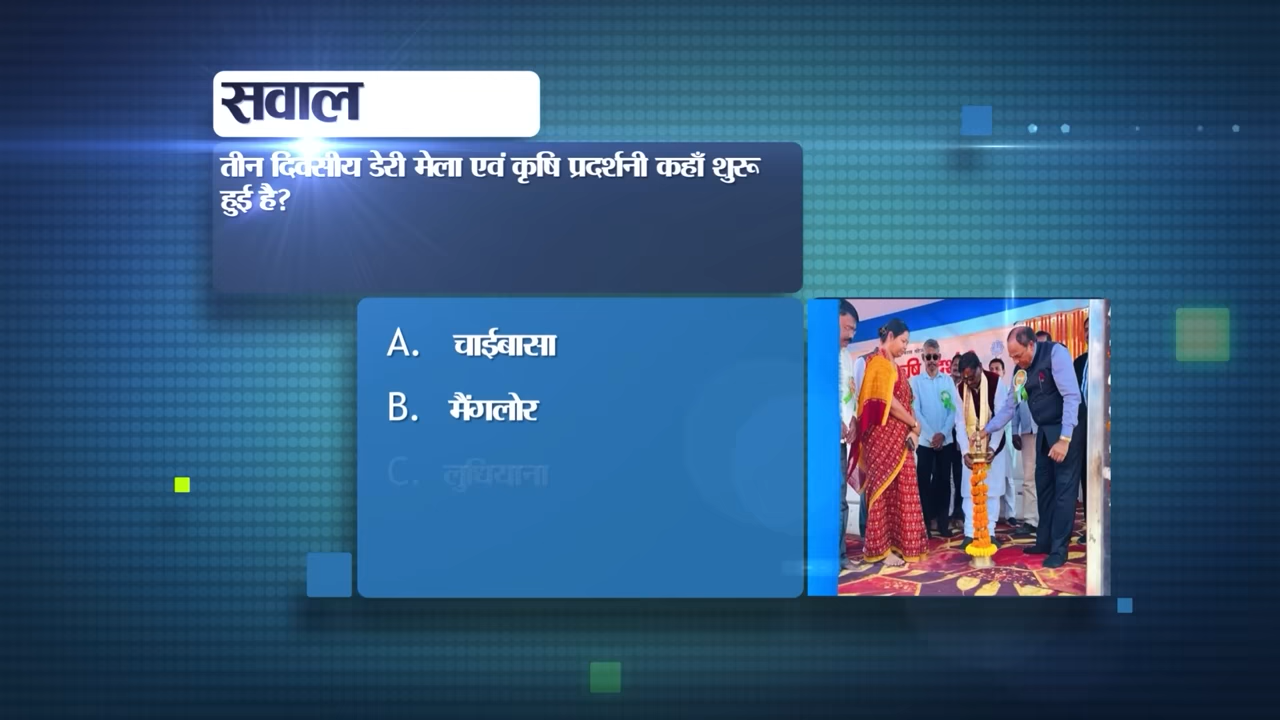 सवाल
तीन दिवसीय डेरी मेला एवं कृषि प्रदर्शनी कहाँ शुरू
हुई है?
A. चाईबासा
B. मैंगलोर
C. लुधियाना